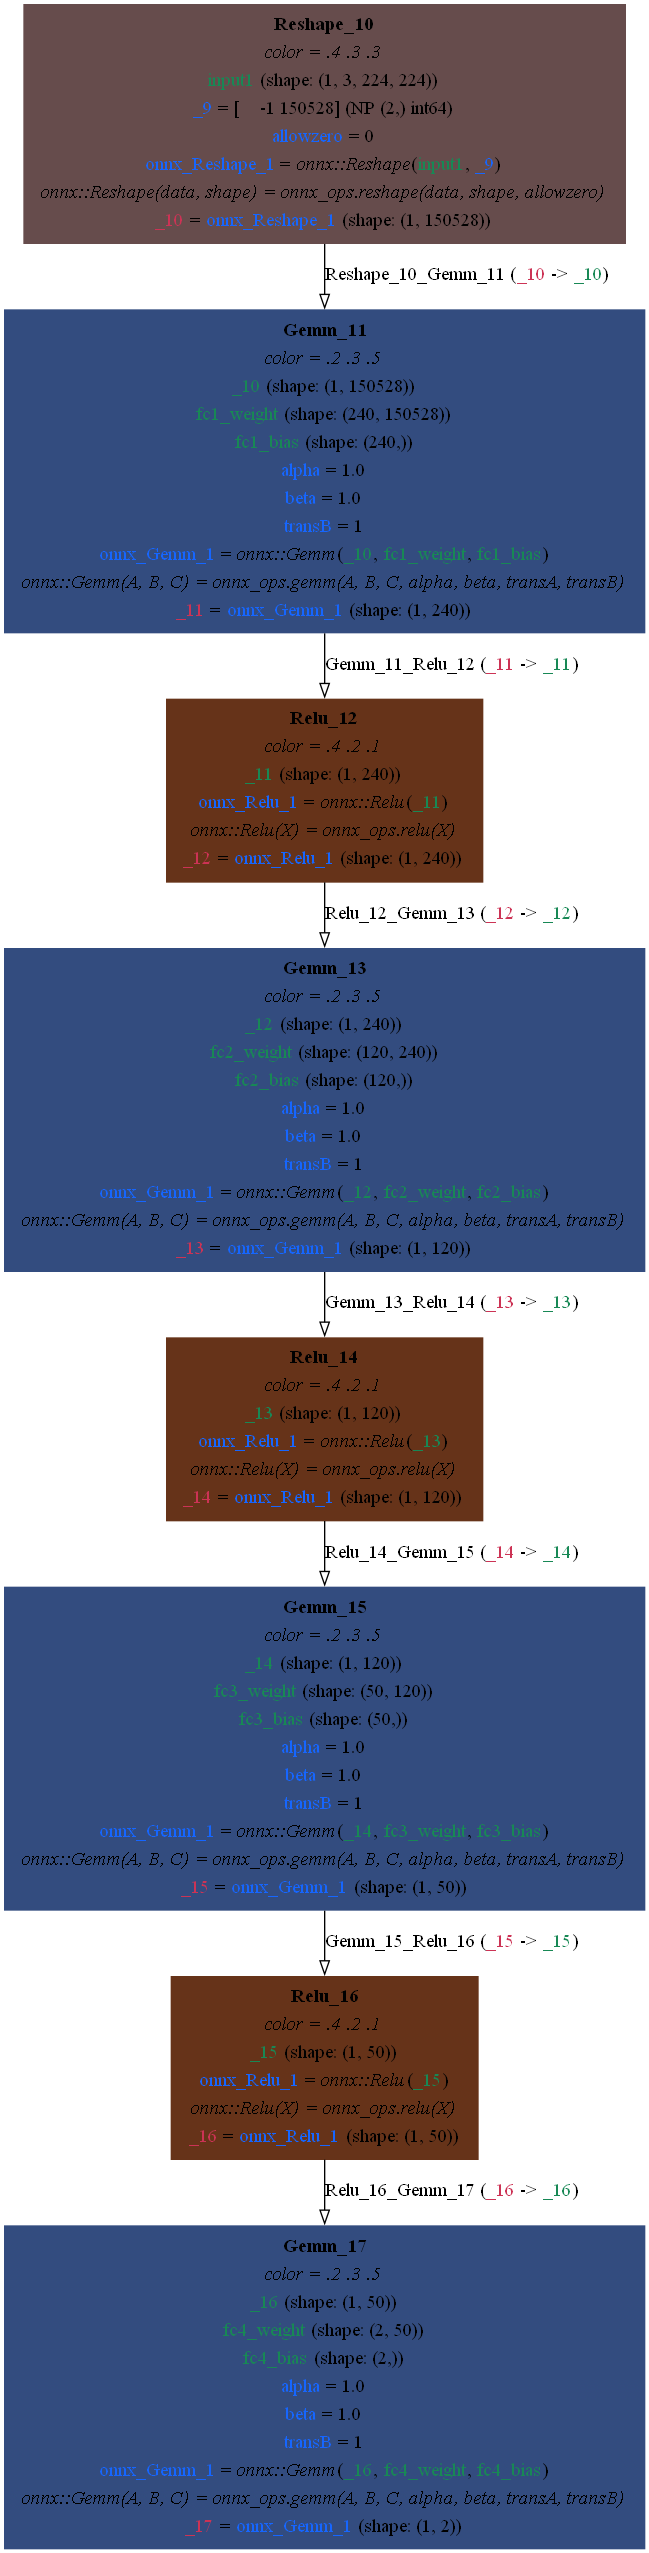 Reshape_10
color = .4 .3 .3
input1 (shape: (1, 3, 224, 224))
_9 = [    -1 150528] (NP (2,) int64)
allowzero = 0
onnx_Reshape_1 = onnx::Reshape(input1, _9)
onnx::Reshape(data, shape) = onnx_ops.reshape(data, shape, allowzero)
_10 = onnx_Reshape_1 (shape: (1, 150528))
Reshape_10_Gemm_11 (_10 -> _10)
Gemm_11
color = .2 .3 .5
_10 (shape: (1, 150528))
fc1_weight (shape: (240, 150528))
fc1_bias (shape: (240,))
alpha = 1.0
beta = 1.0
transB = 1
onnx_Gemm_1 = onnx::Gemm(_10, fc1_weight, fc1_bias)
onnx::Gemm(A, B, C) = onnx_ops.gemm(A, B, C, alpha, beta, transA, transB)
_11 = onnx_Gemm_1 (shape: (1, 240))
Gemm_11_Relu_12 (_11 -> _11)
Relu_12
color = .4 .2 .1
_11 (shape: (1, 240))
onnx_Relu_1 = onnx::Relu(_11)
onnx::Relu(X) = onnx_ops.relu(X)
_12 = onnx_Relu_1 (shape: (1, 240))
Relu_12_Gemm_13 (_12 -> _12)
Gemm_13
color = .2 .3 .5
_12 (shape: (1, 240))
fc2_weight (shape: (120, 240))
fc2_bias (shape: (120,))
alpha = 1.0
beta = 1.0
transB = 1
onnx_Gemm_1 = onnx::Gemm(_12, fc2_weight, fc2_bias)
onnx::Gemm(A, B, C) = onnx_ops.gemm(A, B, C, alpha, beta, transA, transB)
_13 = onnx_Gemm_1 (shape: (1, 120))
Gemm_13_Relu_14 (_13 -> _13)
Relu_14
color = .4 .2 .1
_13 (shape: (1, 120))
onnx_Relu_1 = onnx::Relu(_13)
onnx::Relu(X) = onnx_ops.relu(X)
_14 = onnx_Relu_1 (shape: (1, 120))
Relu_14_Gemm_15 (_14 -> _14)
Gemm_15
color = .2 .3 .5
_14 (shape: (1, 120))
fc3_weight (shape: (50, 120))
fc3_bias (shape: (50,))
alpha = 1.0
beta = 1.0
transB = 1
onnx_Gemm_1 = onnx::Gemm(_14, fc3_weight, fc3_bias)
onnx::Gemm(A, B, C) = onnx_ops.gemm(A, B, C, alpha, beta, transA, transB)
_15 = onnx_Gemm_1 (shape: (1, 50))
Gemm_15_Relu_16 (_15 -> _15)
Relu_16
color = .4 .2 .1
_15 (shape: (1, 50))
onnx_Relu_1 = onnx::Relu(_15)
onnx::Relu(X) = onnx_ops.relu(X)
_16 = onnx_Relu_1 (shape: (1, 50))
Relu_16_Gemm_17 (_16 -> _16)
Gemm_17
color = .2 .3 .5
_16 (shape: (1, 50))
fc4_weight (shape: (2, 50))
fc4_bias (shape: (2,))
alpha = 1.0
beta = 1.0
transB = 1
onnx_Gemm_1 = onnx::Gemm(_16, fc4_weight, fc4_bias)
onnx::Gemm(A, B, C) = onnx_ops.gemm(A, B, C, alpha, beta, transA, transB)
_17 = onnx_Gemm_1 (shape: (1, 2))